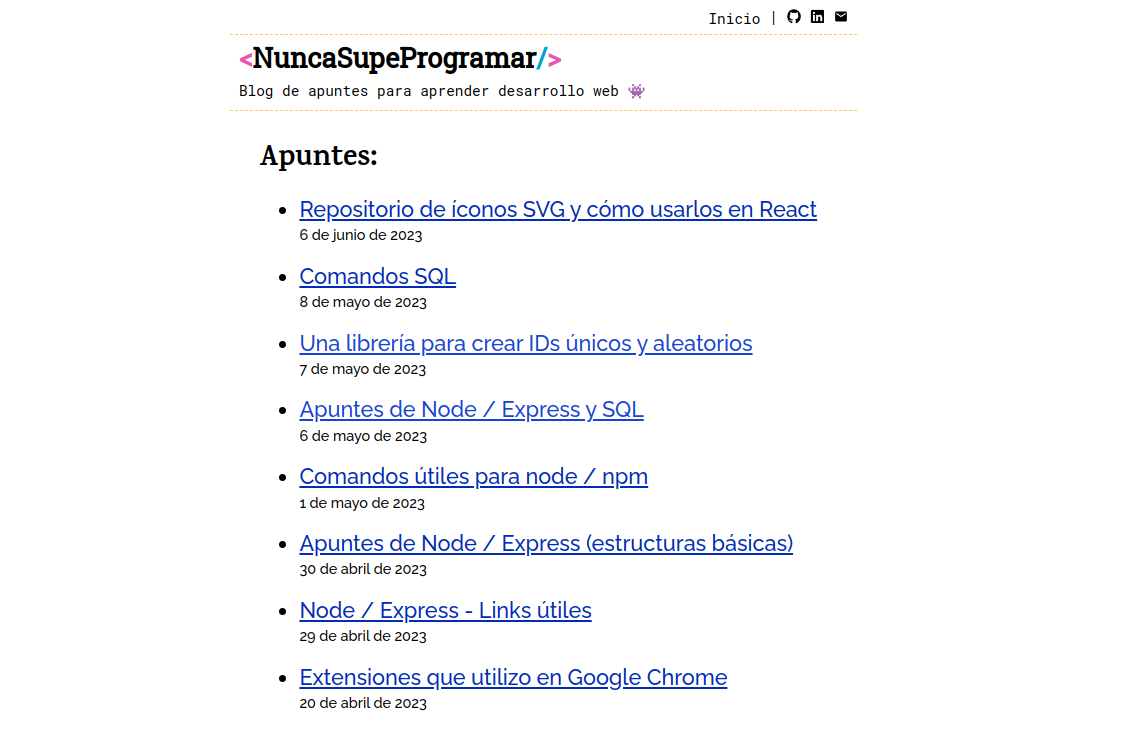 Inicio |
<NuncaSupeProgramar/>
Blog de apuntes para aprender desarrollo web 👾
Apuntes:
• Repositorio de íconos SVG y cómo usarlos en React
6 de junio de 2023
• Comandos SQL
8 de mayo de 2023
• Una librería para crear IDs únicos y aleatorios
7 de mayo de 2023
• Apuntes de Node / Express y SQL
6 de mayo de 2023
• Comandos útiles para node / npm
1 de mayo de 2023
• Apuntes de Node / Express (estructuras básicas)
30 de abril de 2023
• Node / Express - Links útiles
29 de abril de 2023
• Extensiones que utilizo en Google Chrome
20 de abril de 2023